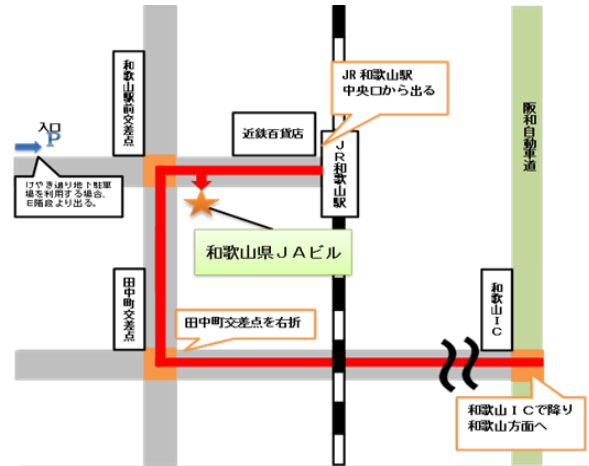 和歌山駅前交差点
JR 和歌山駅
中央口から出る
近鉄百貨店
阪和自動車道
入口
P
けやき通り地下駐車
場を利用する場合、
E階段より出る。
JR和歌山駅
和歌山県JAビル
田中町交差点
田中町交差点を右折
和歌山IC
和歌山ICで降り
和歌山方面へ